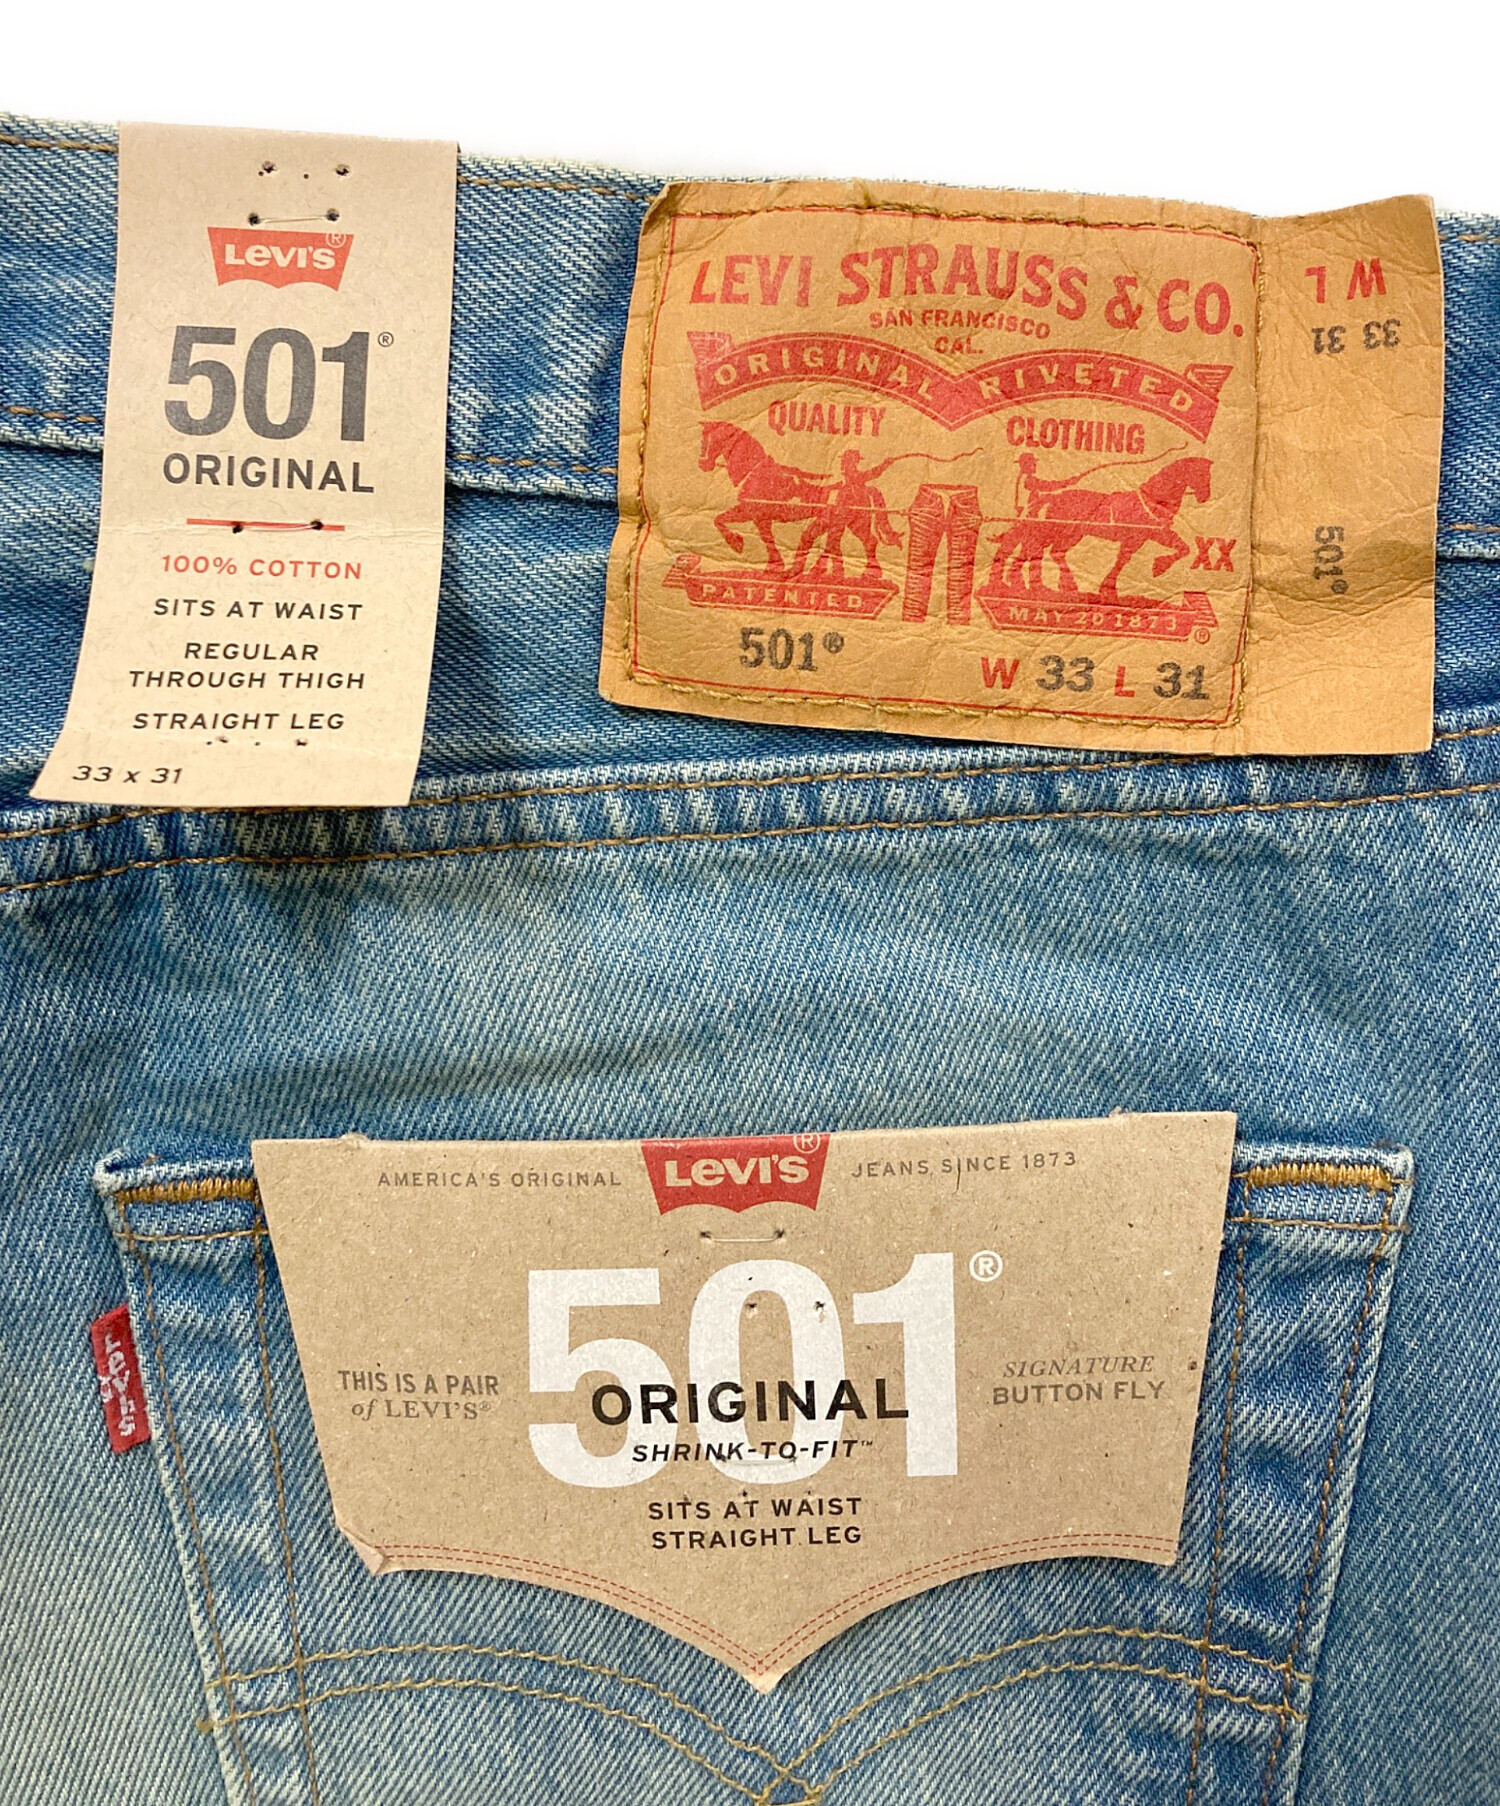 LEVI'S®
501®
ORIGINAL
100% COTTON
SITS AT WAIST
REGULAR
THROUGH THIGH
STRAIGHT LEG
33 x 31
LEVI STRAUSS & CO.
SAN FRANCISCO
CAL.
ORIGINAL RIVETED
QUALITY CLOTHING
XX
PATENTED MAY 20 1873 ®
501® W 33 L 31
W L
33 31
501®
AMERICA'S ORIGINAL LEVI'S® JEANS SINCE 1873
501®
THIS IS A PAIR
of LEVI'S®
ORIGINAL
SHRINK-TO-FIT™
SIGNATURE
BUTTON FLY
SITS AT WAIST
STRAIGHT LEG
LEVI'S